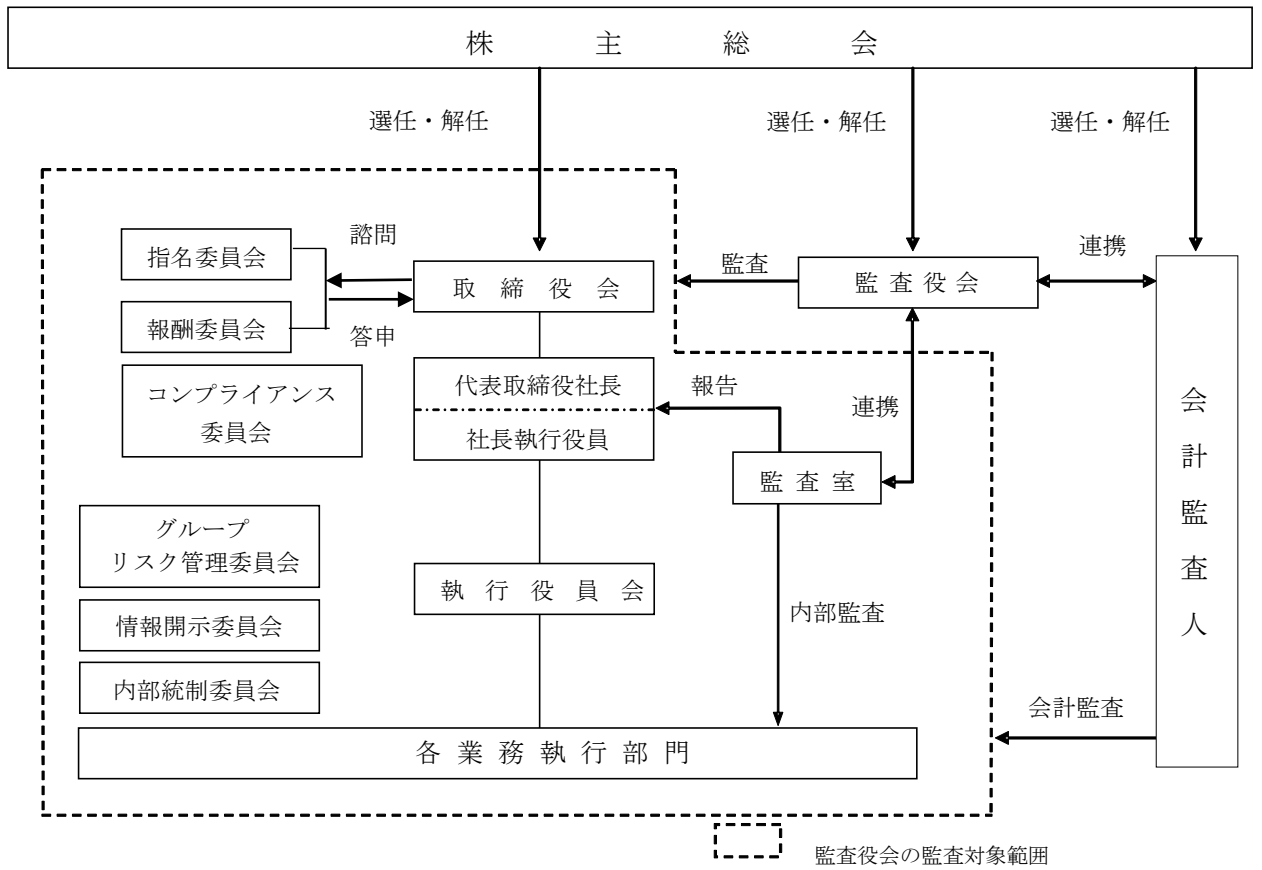 株主総会
選任・解任
選任・解任
選任・解任
指名委員会
諮問
取締役会
監査
監査役会
連携
報酬委員会
答申
コンプライアンス
委員会
代表取締役社長
社長執行役員
報告
連携
監査室
会計監査人
グループ
リスク管理委員会
執行役員会
内部監査
情報開示委員会
内部統制委員会
会計監査
各業務執行部門
監査役会の監査対象範囲